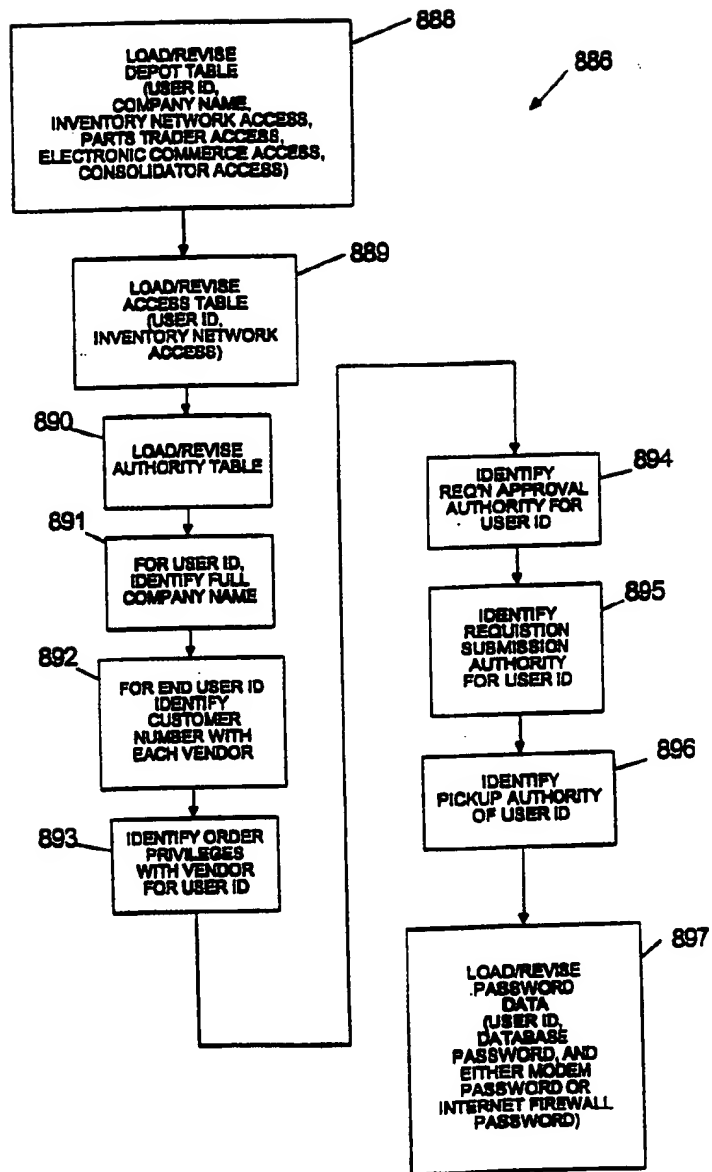 888
LOAD/REVISE
DEPOT TABLE
(USER ID,
COMPANY NAME,
INVENTORY NETWORK ACCESS,
PARTS TRADER ACCESS,
ELECTRONIC COMMERCE ACCESS,
CONSOLIDATOR ACCESS)
886
889
LOAD/REVISE
ACCESS TABLE
(USER ID,
INVENTORY NETWORK
ACCESS)
890
LOAD/REVISE
AUTHORITY TABLE
891
FOR USER ID,
IDENTIFY FULL
COMPANY NAME
892
FOR END USER ID
IDENTIFY
CUSTOMER
NUMBER WITH
EACH VENDOR
893
IDENTIFY ORDER
PRIVILEGES
WITH VENDOR
FOR USER ID
894
IDENTIFY
REQ'N APPROVAL
AUTHORITY FOR
USER ID
895
IDENTIFY
REQUISTION
SUBMISSION
AUTHORITY
FOR USER ID
896
IDENTIFY
PICKUP AUTHORITY
OF USER ID
897
LOAD/REVISE
PASSWORD
DATA
(USER ID,
DATABASE
PASSWORD, AND
EITHER MODEM
PASSWORD OR
INTERNET FIREWALL
PASSWORD)